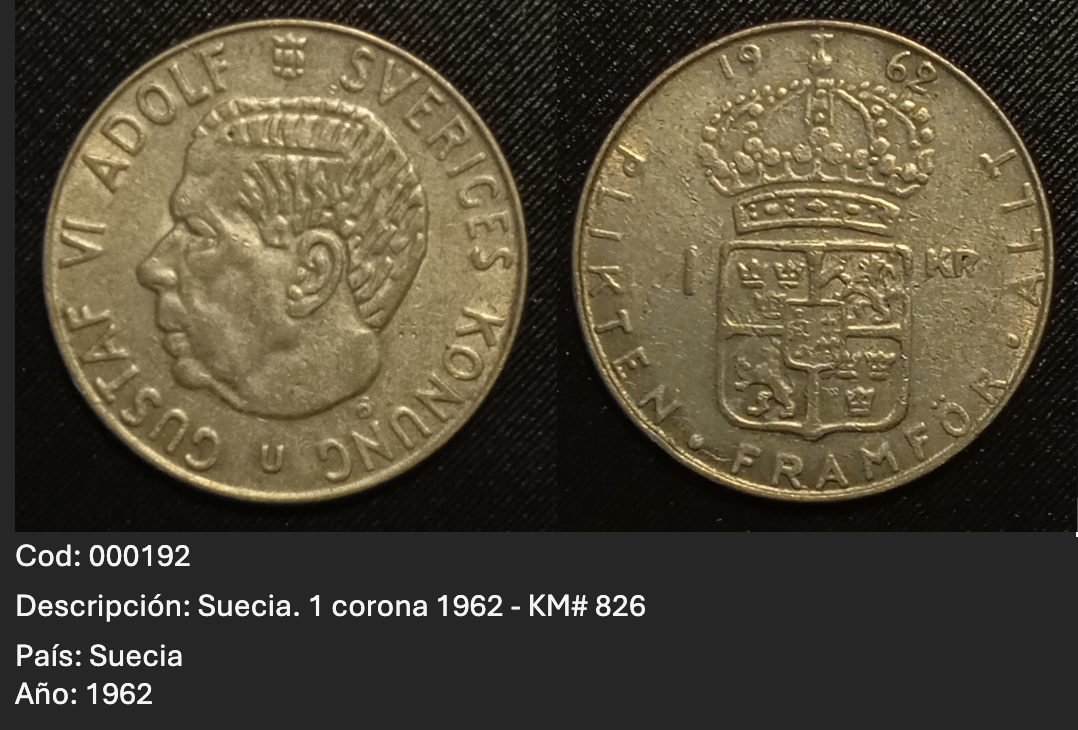 GUSTAF VI ADOLF SVERIGES KONUNG
U
19 62
PLIKTEN · FRAMFÖR · ALLT
1 KR
Cod: 000192
Descripción: Suecia. 1 corona 1962 - KM# 826
País: Suecia
Año: 1962